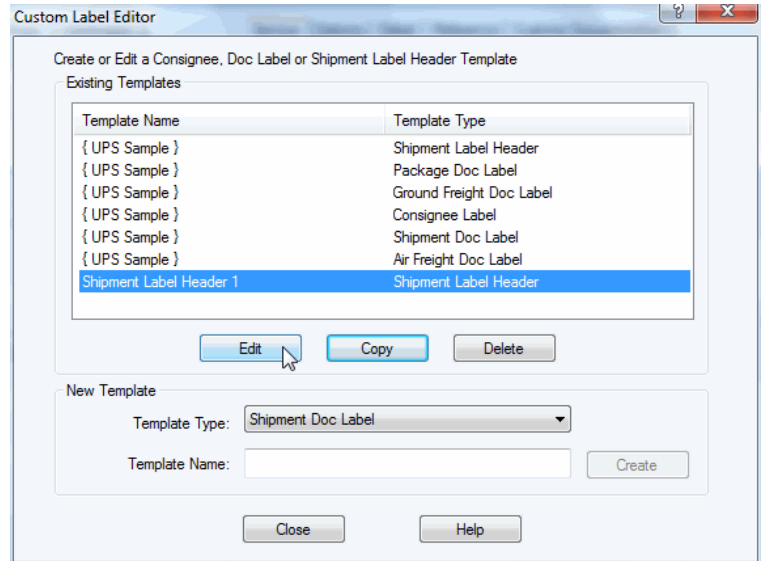 Custom Label Editor
?
X
Create or Edit a Consignee, Doc Label or Shipment Label Header Template
Existing Templates
Template Name Template Type
{ UPS Sample } Shipment Label Header
{ UPS Sample } Package Doc Label
{ UPS Sample } Ground Freight Doc Label
{ UPS Sample } Consignee Label
{ UPS Sample } Shipment Doc Label
{ UPS Sample } Air Freight Doc Label
Shipment Label Header 1 Shipment Label Header
Edit Copy Delete
New Template
Template Type: Shipment Doc Label
Template Name: Create
Close Help